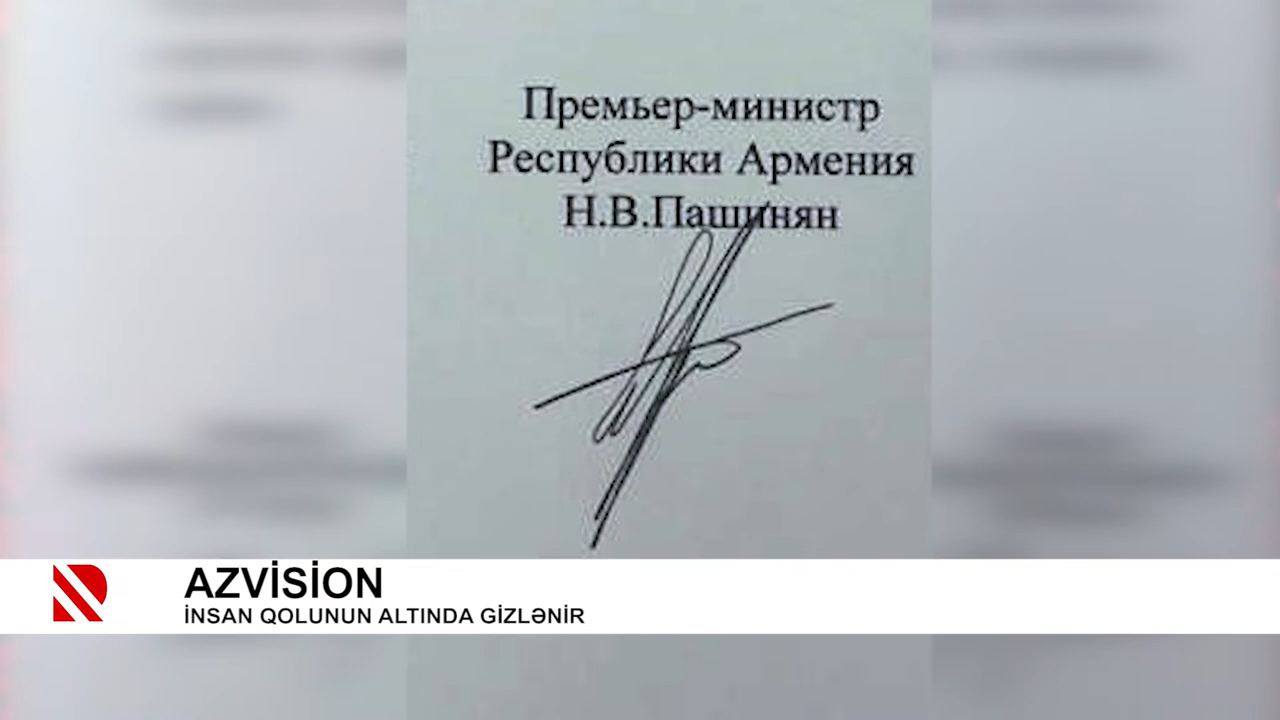 Премьер-министр
Республики Армения
Н.В.Пашинян
AZVİSİON
İNSAN QOLUNUN ALTINDA GİZLƏNİR